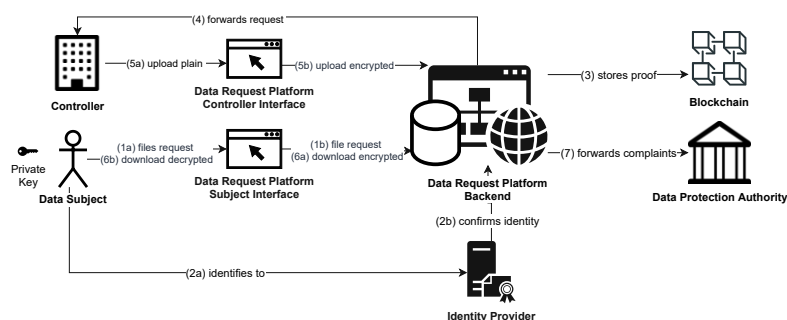 (4) forwards request
(5a) upload plain
(5b) upload encrypted
(3) stores proof
Controller
Data Request Platform
Controller Interface
Blockchain
(1a) files request
(6b) download decrypted
(1b) file request
(6a) download encrypted
(7) forwards complaints
Private
Key
Data Subject
Data Request Platform
Subject Interface
Data Request Platform
Backend
Data Protection Authority
(2b) confirms identity
(2a) identifies to
Identity Provider